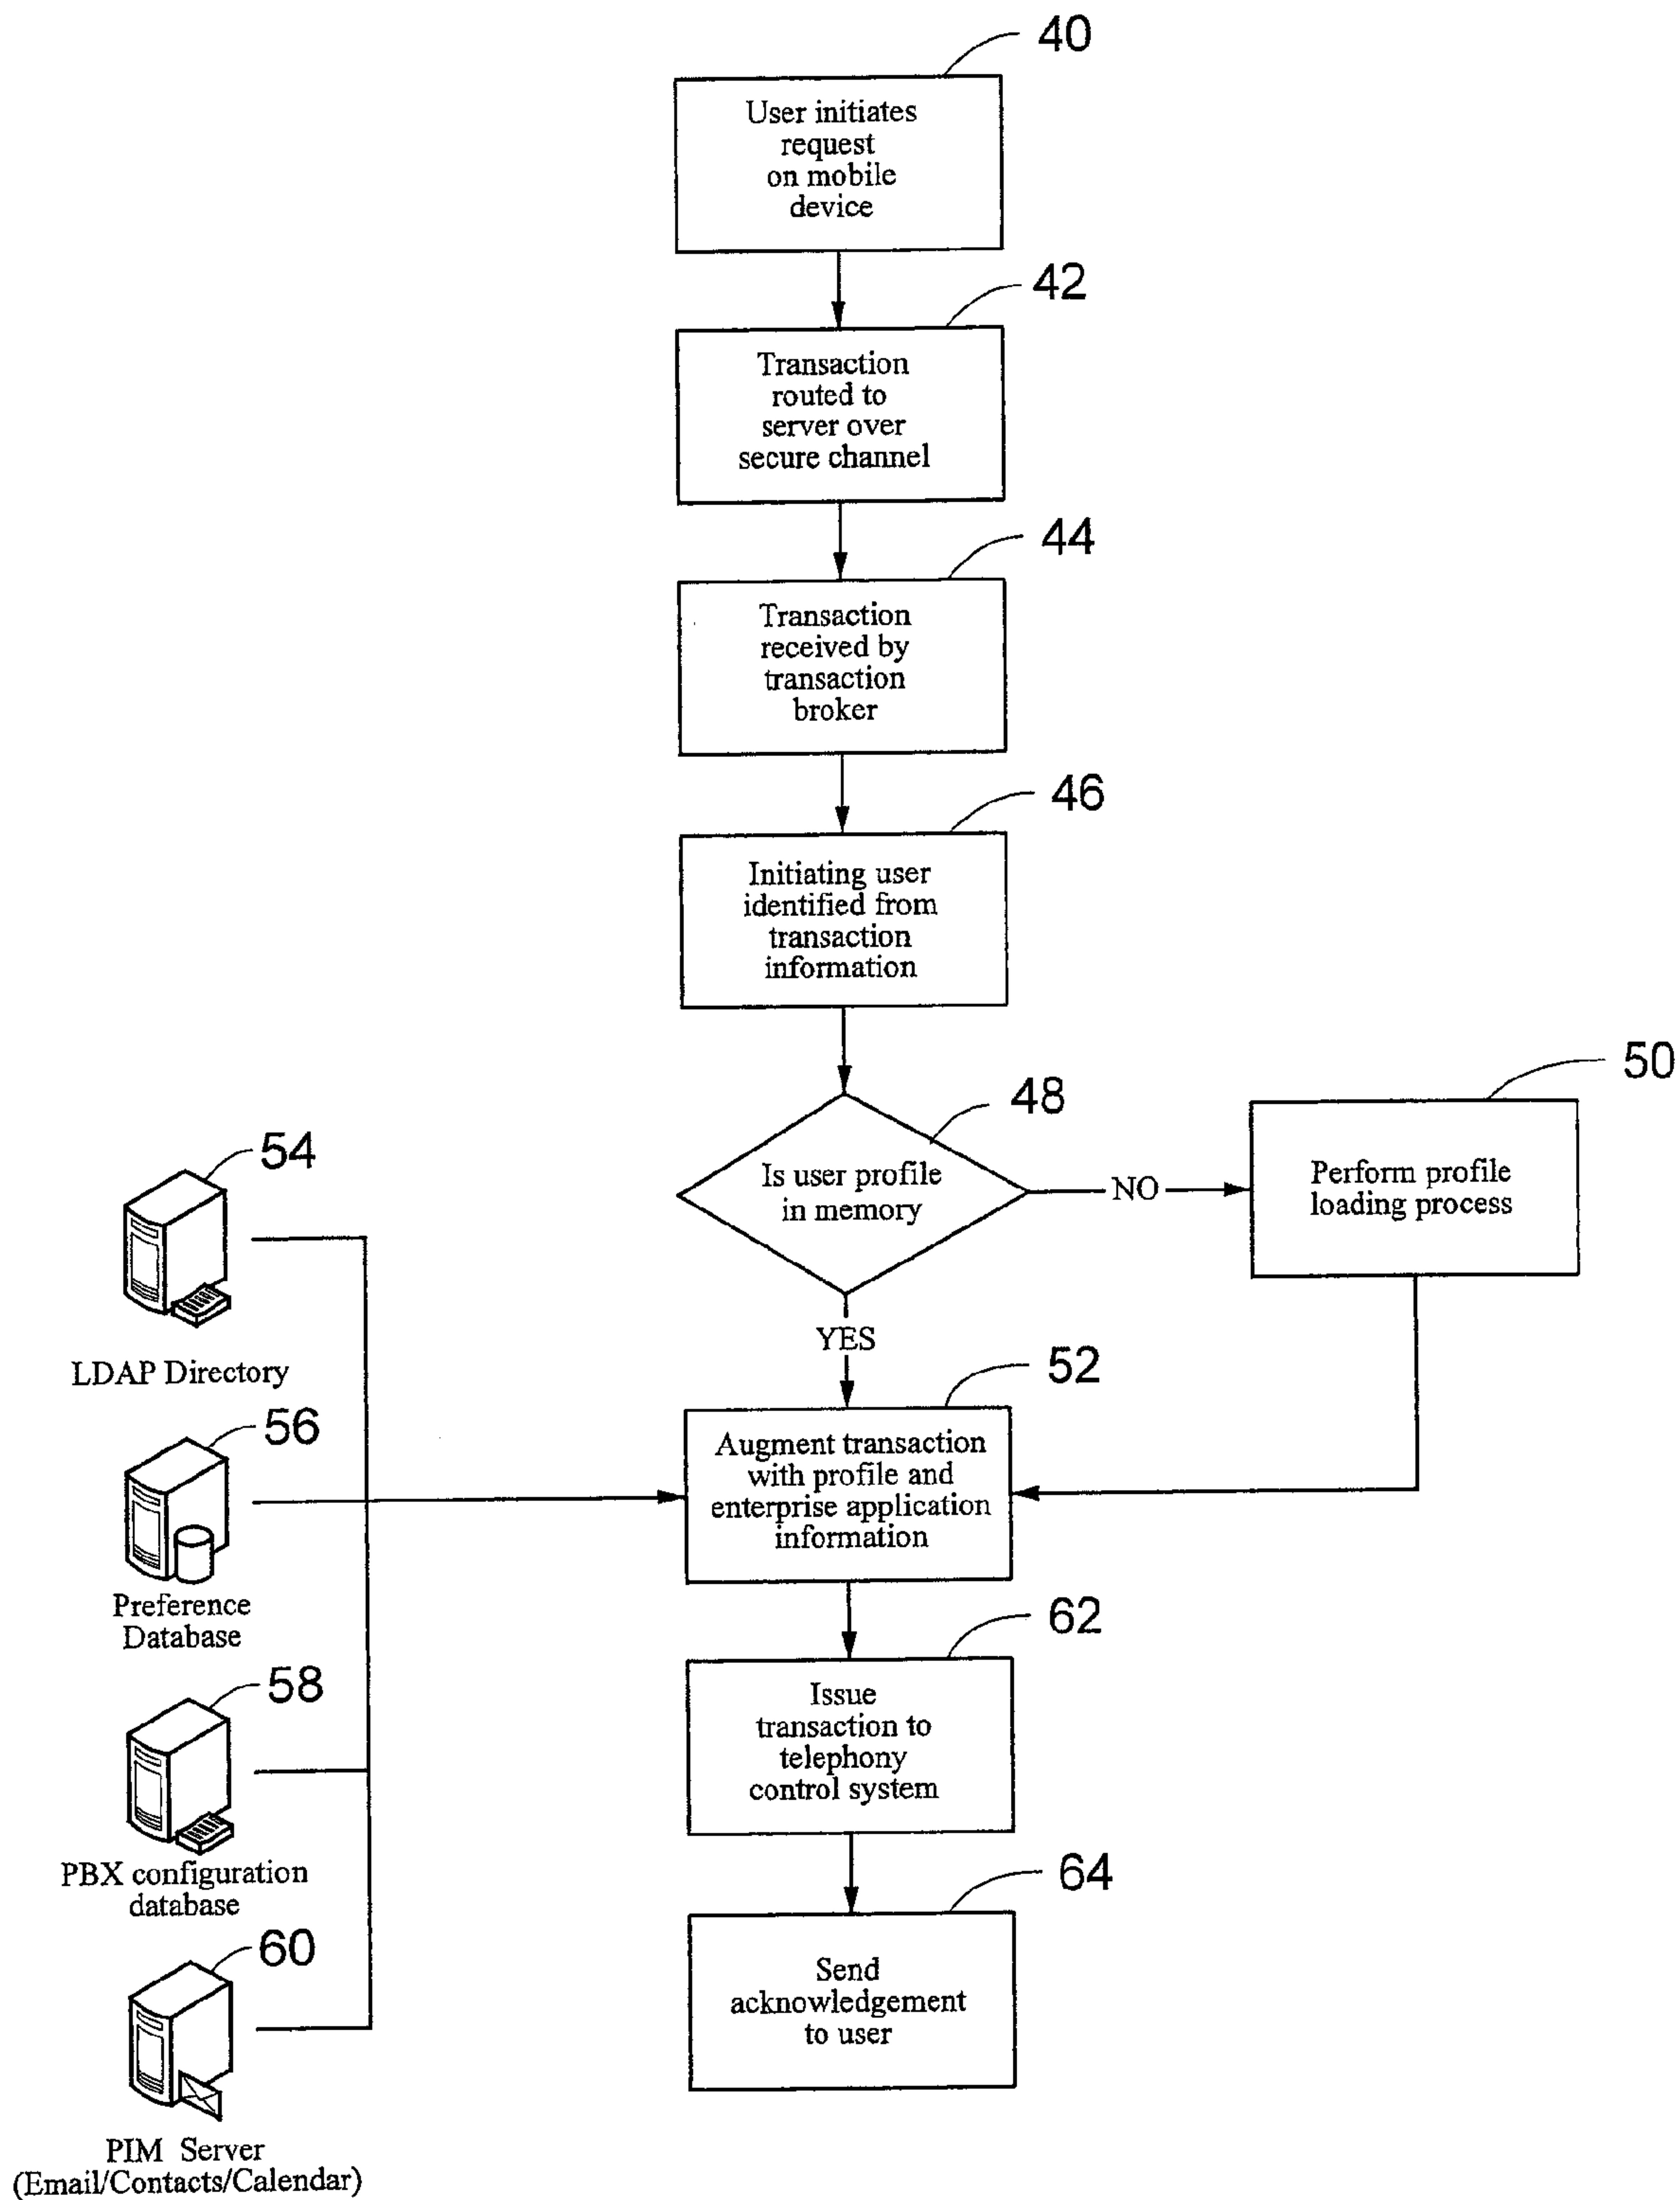 40
User initiates
request
on mobile
device
42
Transaction
routed to
server over
secure channel
44
Transaction
received by
transaction
broker
46
Initiating user
identified from
transaction
information
48
Is user profile
in memory
NO
50
Perform profile
loading process
YES
52
Augment transaction
with profile and
enterprise application
information
54
LDAP Directory
56
Preference
Database
58
PBX configuration
database
60
PIM Server
(Email/Contacts/Calendar)
62
Issue
transaction to
telephony
control system
64
Send
acknowledgement
to user